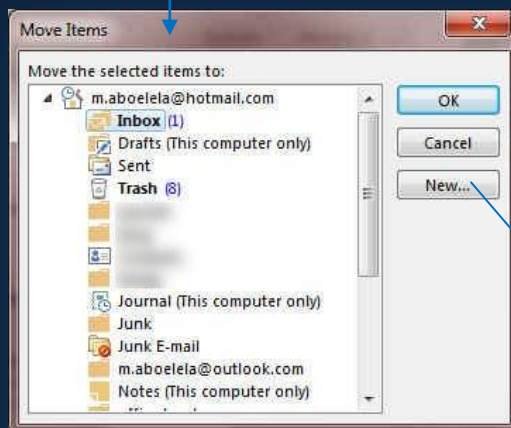 Move Items
Move the selected items to:
m.aboelela@hotmail.com
Inbox (1)
Drafts (This computer only)
Sent
Trash (8)
Journal (This computer only)
Junk
Junk E-mail
m.aboelela@outlook.com
Notes (This computer only)
OK
Cancel
New...